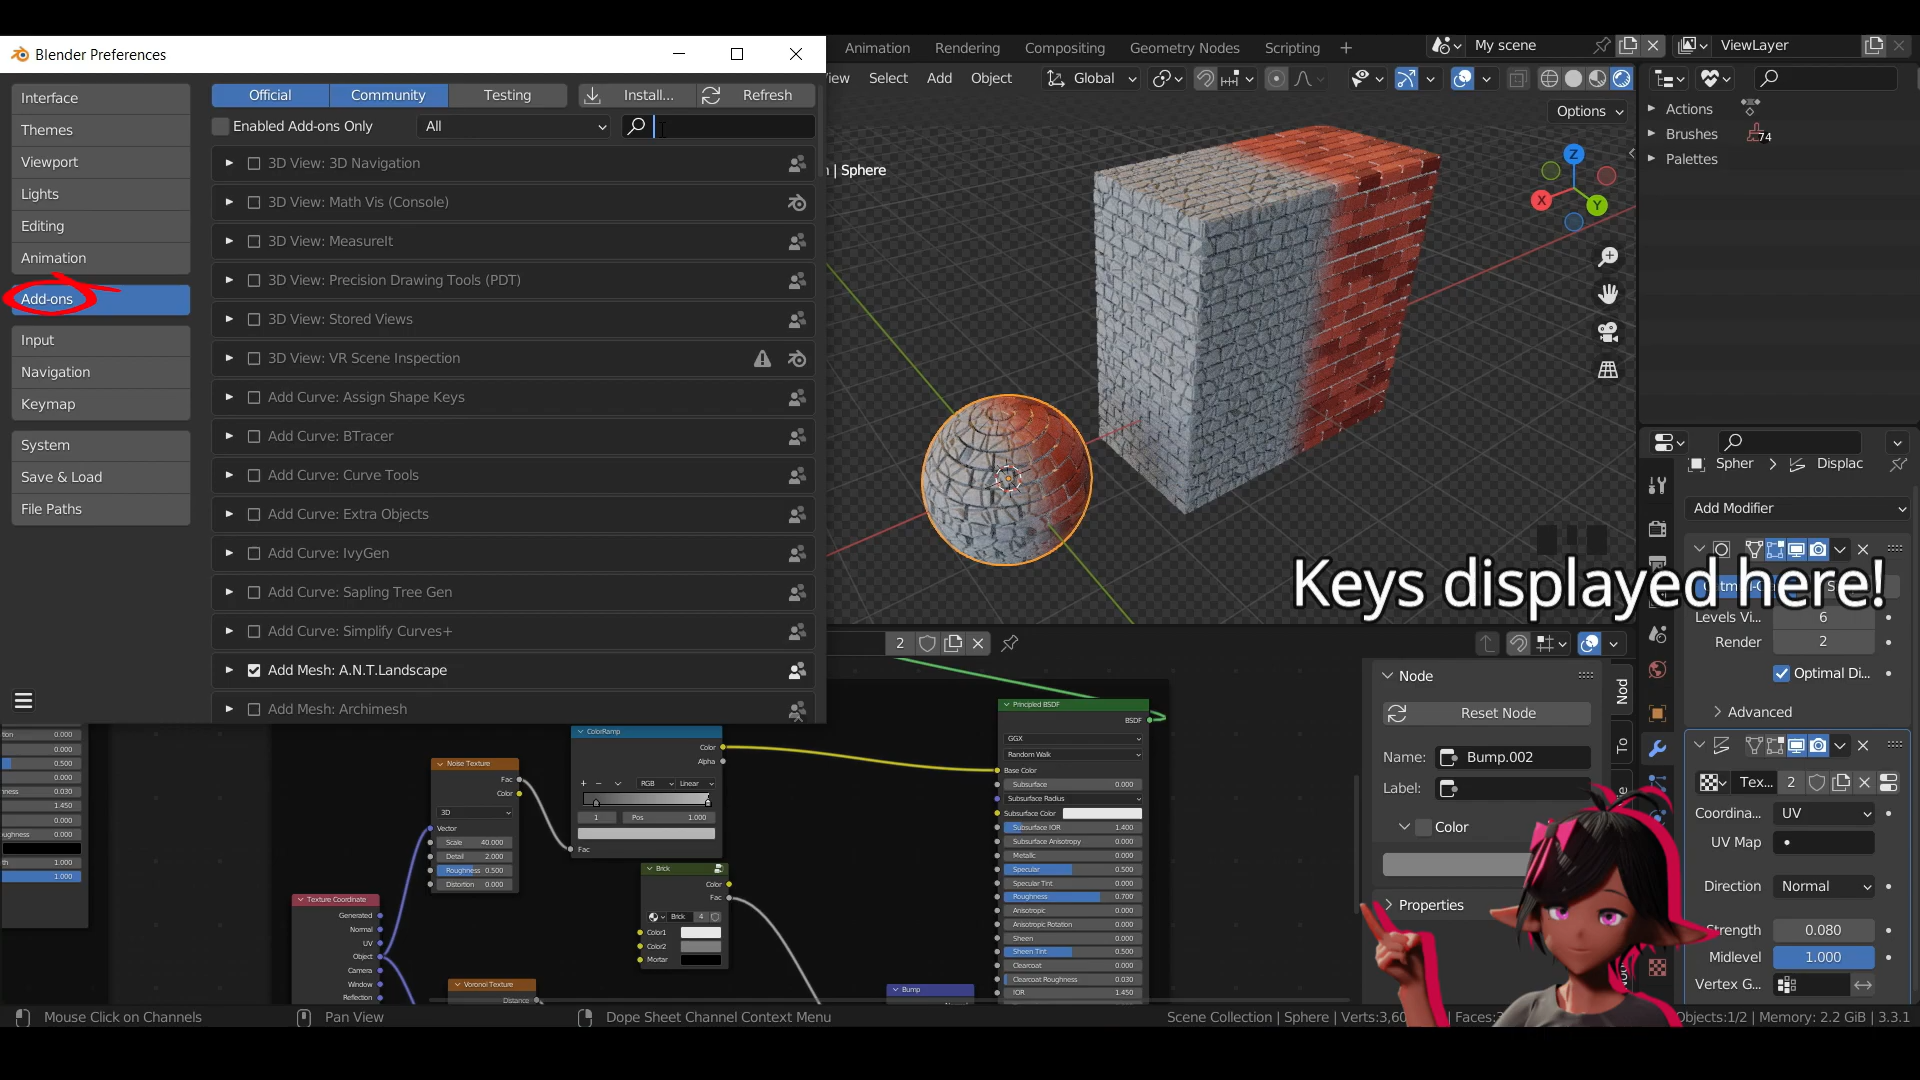 Blender Preferences
Interface
Themes
Viewport
Lights
Editing
Animation
Add-ons
Input
Navigation
Keymap
System
Save & Load
File Paths
Official Community Testing Install... Refresh
Enabled Add-ons Only All
3D View: 3D Navigation
3D View: Math Vis (Console)
3D View: MeasureIt
3D View: Precision Drawing Tools (PDT)
3D View: Stored Views
3D View: VR Scene Inspection
Add Curve: Assign Shape Keys
Add Curve: BTracer
Add Curve: Curve Tools
Add Curve: Extra Objects
Add Curve: IvyGen
Add Curve: Sapling Tree Gen
Add Curve: Simplify Curves+
Add Mesh: A.N.T.Landscape
Add Mesh: Archimesh
Animation Rendering Compositing Geometry Nodes Scripting +
My scene ViewLayer
iew Select Add Object Global
Options
| Sphere
Z
X
Y
Actions
Brushes 74
Palettes
Spher Displac
Add Modifier
Keys displayed here!
Levels Vi... 6
Render 2
Optimal Di...
Advanced
Tex... 2
Coordina... UV
UV Map
Direction Normal
Strength 0.080
Midlevel 1.000
Vertex G...
2
Node
Reset Node
Name: Bump.002
Label:
Color
Properties
Nod
To
tion 0.000
0.000
0.500
0.000
ness 0.030
1.450
0.000
oughness 0.000
th 1.000
1.000
Noise Texture
Fac
Color
3D
Vector
Scale 40.000
Detail 2.000
Roughness 0.500
Distortion 0.000
ColorRamp
Color
Alpha
+ − RGB Linear
1 Pos 1.000
Fac
Brick
Color
Fac
Brick 4
Color1
Color2
Mortar
Texture Coordinate
Generated
Normal
UV
Object
Camera
Window
Reflection
Voronoi Texture
Distance
Bump
Principled BSDF
BSDF
GGX
Random Walk
Base Color
Subsurface 0.000
Subsurface Radius
Subsurface Color
Subsurface IOR 1.400
Subsurface Anisotropy 0.000
Metallic 0.000
Specular 0.500
Specular Tint 0.000
Roughness 0.700
Anisotropic 0.000
Anisotropic Rotation 0.000
Sheen 0.000
Sheen Tint 0.500
Clearcoat 0.000
Clearcoat Roughness 0.030
IOR 1.450
Mouse Click on Channels Pan View Dope Sheet Channel Context Menu
Scene Collection | Sphere | Verts:3,60 Faces:3 Objects:1/2 | Memory: 2.2 GiB | 3.3.1